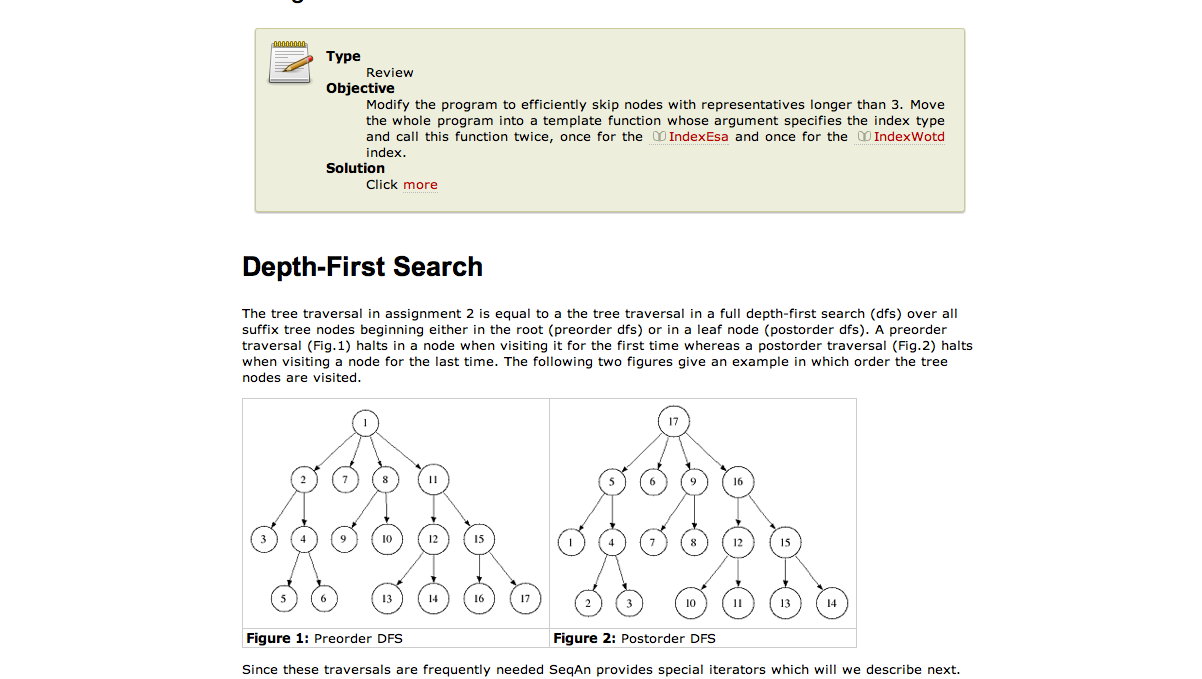 Type
Review
Objective
Modify the program to efficiently skip nodes with representatives longer than 3. Move
the whole program into a template function whose argument specifies the index type
and call this function twice, once for the IndexEsa and once for the IndexWotd
index.
Solution
Click more
Depth-First Search
The tree traversal in assignment 2 is equal to a the tree traversal in a full depth-first search (dfs) over all
suffix tree nodes beginning either in the root (preorder dfs) or in a leaf node (postorder dfs). A preorder
traversal (Fig.1) halts in a node when visiting it for the first time whereas a postorder traversal (Fig.2) halts
when visiting a node for the last time. The following two figures give an example in which order the tree
nodes are visited.
1
2 7 8 11
3 4 9 10 12 15
5 6 13 14 16 17
Figure 1: Preorder DFS
17
5 6 9 16
1 4 7 8 12 15
2 3 10 11 13 14
Figure 2: Postorder DFS
Since these traversals are frequently needed SeqAn provides special iterators which will we describe next.